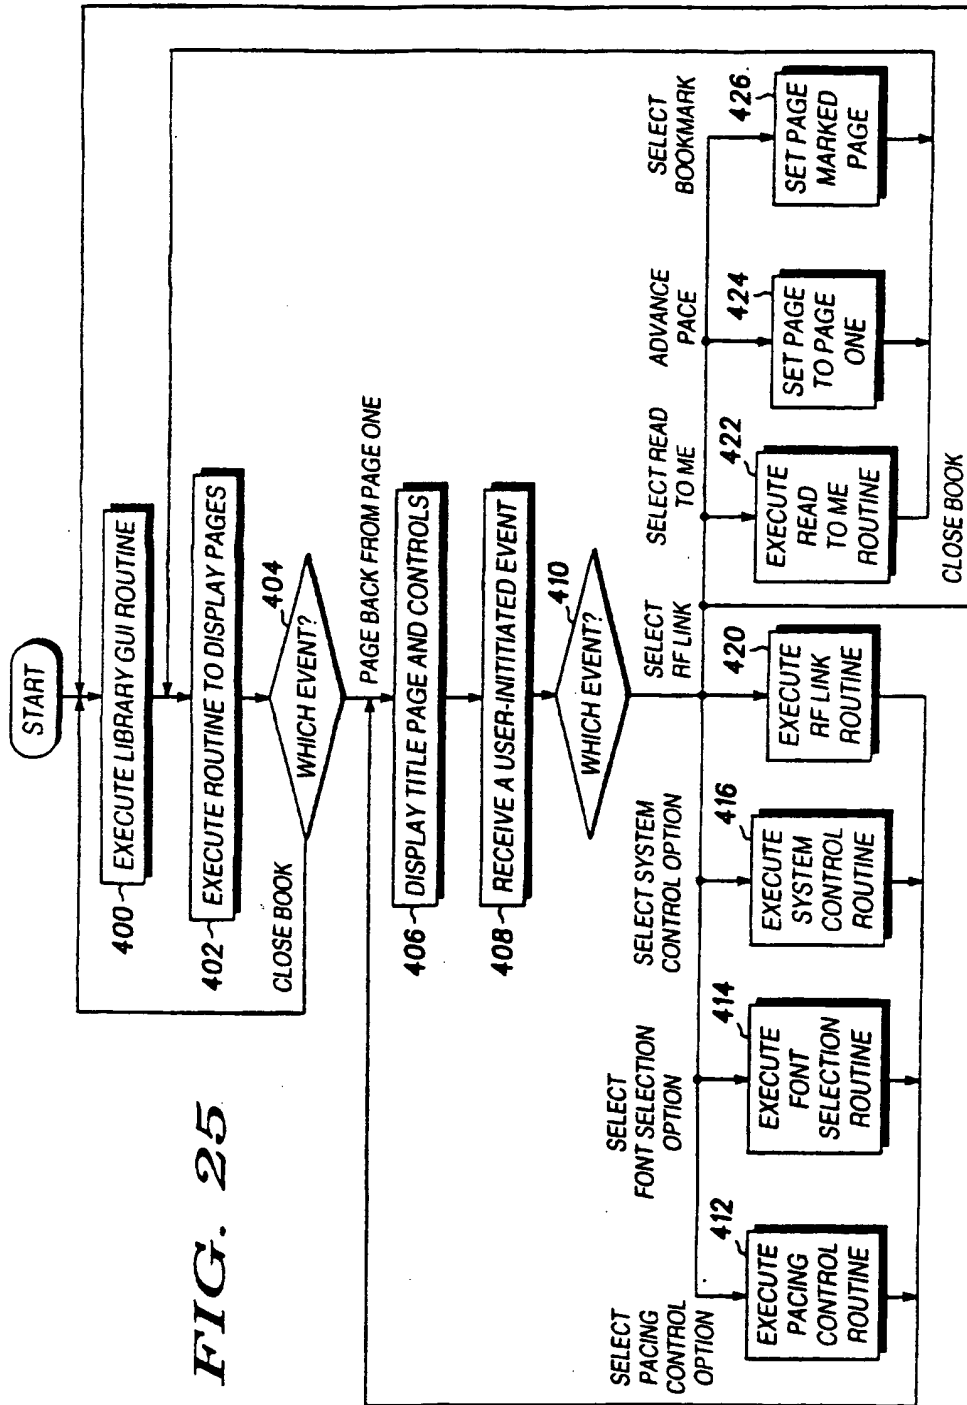 START
400
EXECUTE LIBRARY GUI ROUTINE
402
EXECUTE ROUTINE TO DISPLAY PAGES
404
WHICH EVENT?
CLOSE BOOK
PAGE BACK FROM PAGE ONE
406
DISPLAY TITLE PAGE AND CONTROLS
408
RECEIVE A USER-INITITIATED EVENT
410
WHICH EVENT?
SELECT
PACING
CONTROL
OPTION
412
EXECUTE
PACING
CONTROL
ROUTINE
SELECT
FONT SELECTION
OPTION
414
EXECUTE
FONT
SELECTION
ROUTINE
SELECT SYSTEM
CONTROL OPTION
416
EXECUTE
SYSTEM
CONTROL
ROUTINE
SELECT
RF LINK
420
EXECUTE
RF LINK
ROUTINE
SELECT READ
TO ME
422
EXECUTE
READ
TO ME
ROUTINE
ADVANCE
PACE
424
SET PAGE
TO PAGE
ONE
SELECT
BOOKMARK
426
SET PAGE
MARKED
PAGE
CLOSE BOOK
FIG. 25